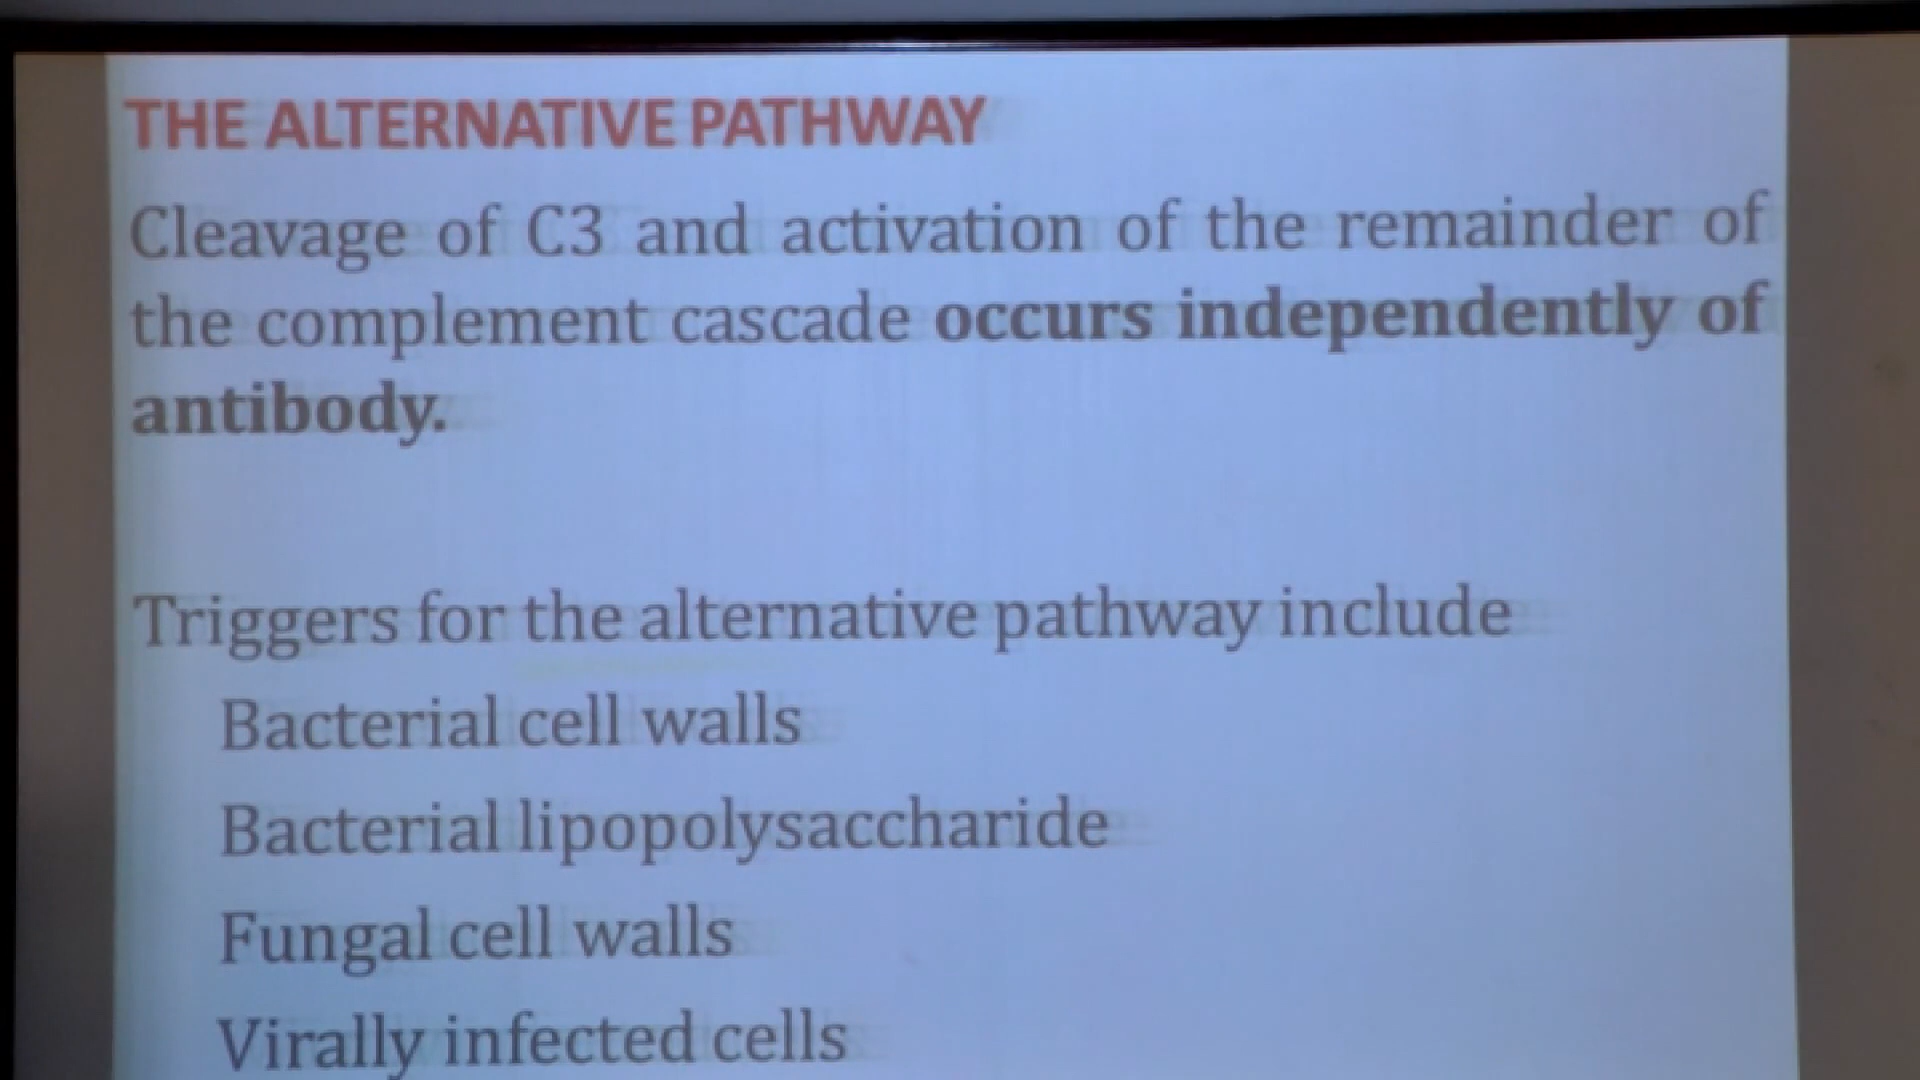 THE ALTERNATIVE PATHWAY
Cleavage of C3 and activation of the remainder of
the complement cascade occurs independently of
antibody.
Triggers for the alternative pathway include
Bacterial cell walls
Bacterial lipopolysaccharide
Fungal cell walls
Virally infected cells